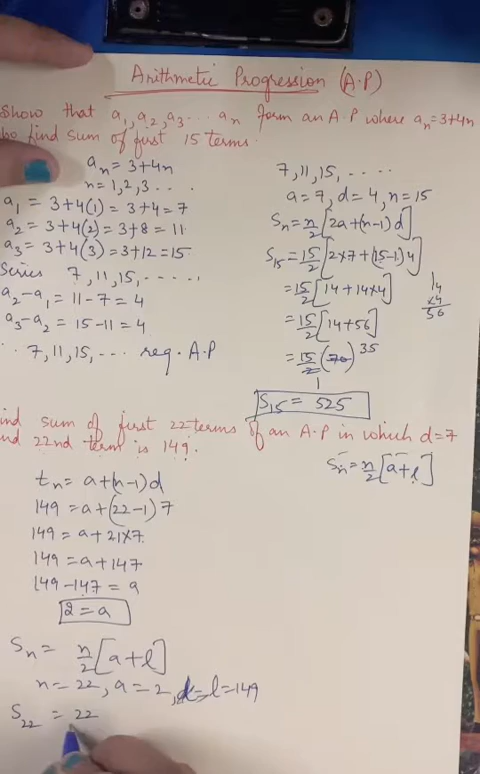 Arithmetic Progression (A.P)
Show that a₁, a₂, a₃ ... aₙ form an A.P where aₙ = 3+4n
find sum of first 15 terms.
aₙ = 3+4n
n = 1, 2, 3 ...
a₁ = 3+4(1) = 3+4 = 7
a₂ = 3+4(2) = 3+8 = 11
a₃ = 3+4(3) = 3+12 = 15
Series 7, 11, 15, .....
a₂-a₁ = 11-7 = 4
a₃-a₂ = 15-11 = 4
7, 11, 15, ... req. A.P
7, 11, 15, ....
a = 7, d = 4, n = 15
Sₙ = n/2 [2a+(n-1)d]
S₁₅ = 15/2 [2×7+(15-1)4]
= 15/2 [14+14×4]
14
×4
56
= 15/2 [14+56]
= 15/2 (70) 35
1
S₁₅ = 525
ind sum of first 22 terms of an A.P in which d=7
nd 22nd term is 149.
tₙ = a+(n-1)d
149 = a+(22-1)7
149 = a+21×7
149 = a+147
149-147 = a
2 = a
Sₙ = n/2 [a+l]
Sₙ = n/2 [a+l]
n = 22, a = 2, l = 149
S₂₂ = 22